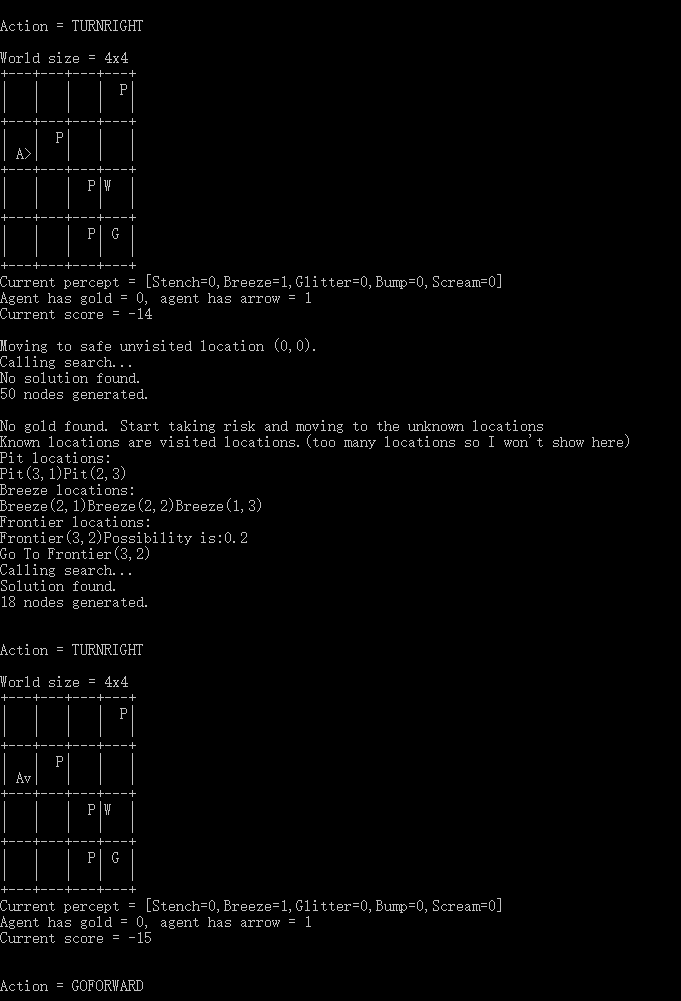 Action = TURNRIGHT
World size = 4x4
+---+---+---+---+
|   |   |   |  P|
|   |   |   |   |
+---+---+---+---+
|   |  P|   |   |
| A>|   |   |   |
+---+---+---+---+
|   |   |  P|W  |
|   |   |   |   |
+---+---+---+---+
|   |   |  P| G |
|   |   |   |   |
+---+---+---+---+
Current percept = [Stench=0,Breeze=1,Glitter=0,Bump=0,Scream=0]
Agent has gold = 0, agent has arrow = 1
Current score = -14
Moving to safe unvisited location (0,0).
Calling search...
No solution found.
50 nodes generated.
No gold found. Start taking risk and moving to the unknown locations
Known locations are visited locations.(too many locations so I won't show here)
Pit locations:
Pit(3,1)Pit(2,3)
Breeze locations:
Breeze(2,1)Breeze(2,2)Breeze(1,3)
Frontier locations:
Frontier(3,2)Possibility is:0.2
Go To Frontier(3,2)
Calling search...
Solution found.
18 nodes generated.
Action = TURNRIGHT
World size = 4x4
+---+---+---+---+
|   |   |   |  P|
|   |   |   |   |
+---+---+---+---+
|   |  P|   |   |
| Av|   |   |   |
+---+---+---+---+
|   |   |  P|W  |
|   |   |   |   |
+---+---+---+---+
|   |   |  P| G |
|   |   |   |   |
+---+---+---+---+
Current percept = [Stench=0,Breeze=1,Glitter=0,Bump=0,Scream=0]
Agent has gold = 0, agent has arrow = 1
Current score = -15
Action = GOFORWARD